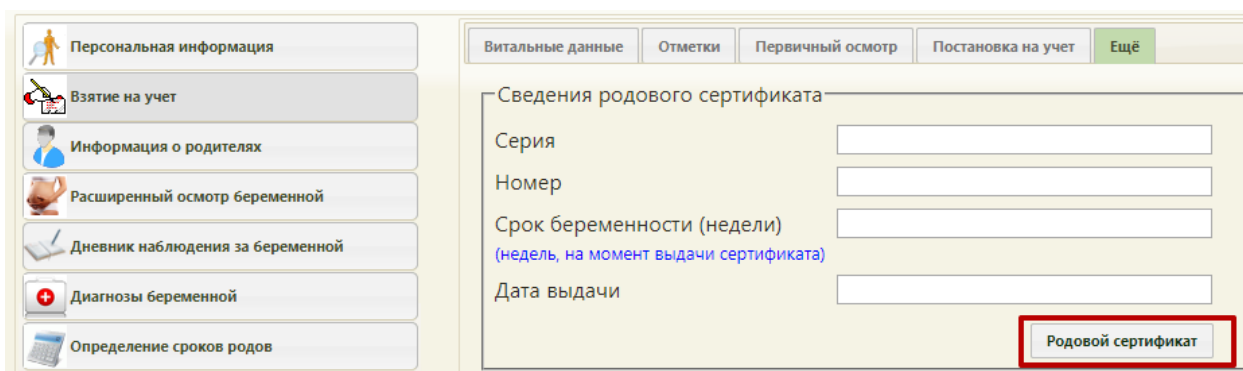 Персональная информация
Взятие на учет
Информация о родителях
Расширенный осмотр беременной
Дневник наблюдения за беременной
Диагнозы беременной
Определение сроков родов
Витальные данные Отметки Первичный осмотр Постановка на учет Ещё
Сведения родового сертификата
Серия
Номер
Срок беременности (недели)
(недель, на момент выдачи сертификата)
Дата выдачи
Родовой сертификат